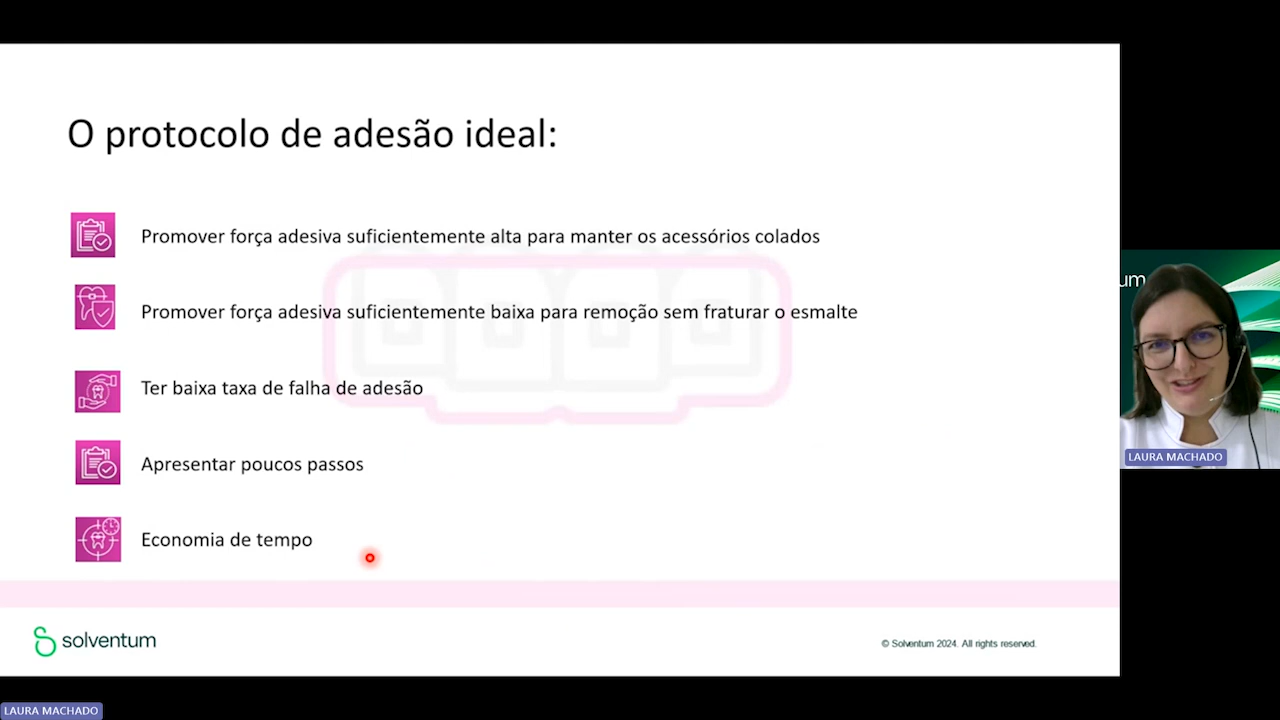 O protocolo de adesão ideal:
Promover força adesiva suficientemente alta para manter os acessórios colados
Promover força adesiva suficientemente baixa para remoção sem fraturar o esmalte
Ter baixa taxa de falha de adesão
Apresentar poucos passos
Economia de tempo
solventum
© Solventum 2024. All rights reserved.
um
LAURA MACHADO
LAURA MACHADO